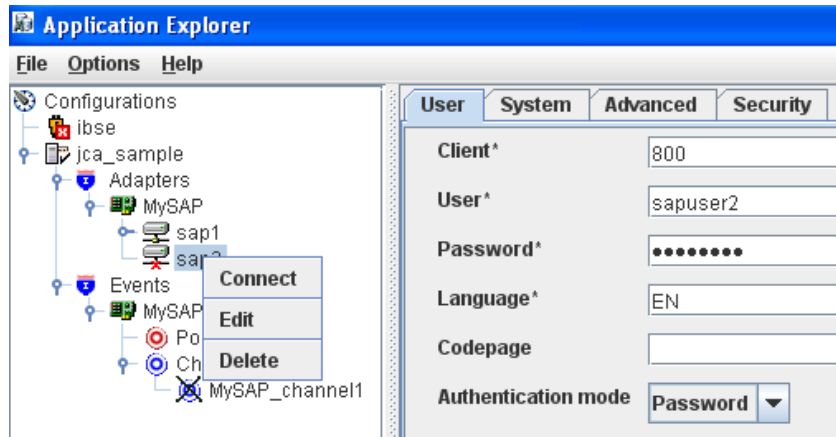 Application Explorer
File Options Help
Configurations
ibse
jca_sample
Adapters
MySAP
sap1
Events
MySAP
MySAP_channel1
Connect
Edit
Delete
User System Advanced Security
Client* 800
User* sapuser2
Password* ••••••••
Language* EN
Codepage
Authentication mode Password